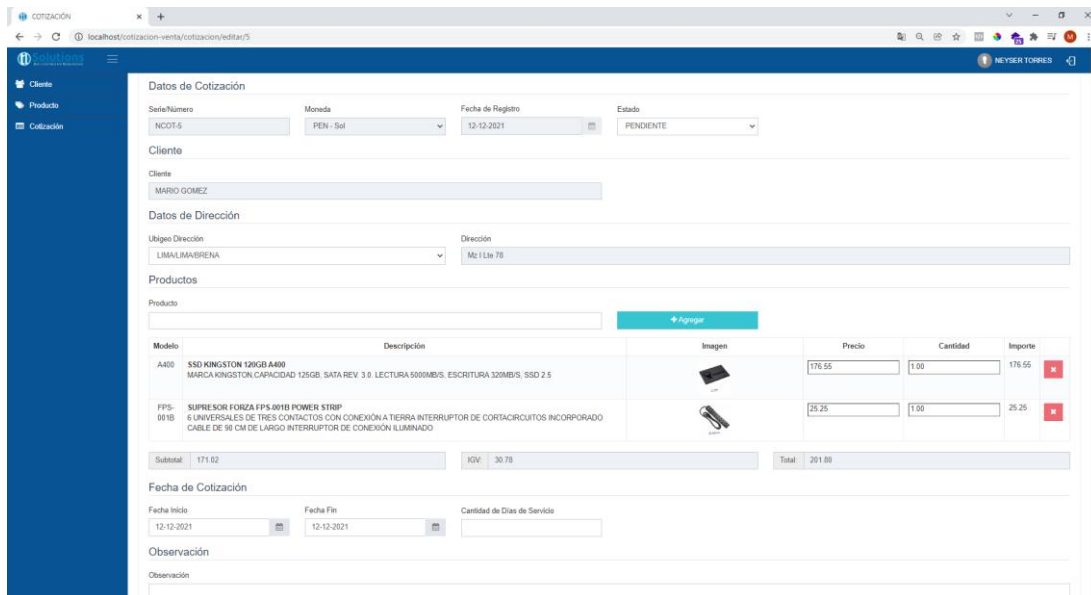 COTIZACIÓN
localhost/cotizacion-venta/cotizacion/editar/5
Solutions
NEYSER TORRES
Cliente
Producto
Cotización
Datos de Cotización
Serie/Número Moneda Fecha de Registro Estado
NCOT-5 PEN - Sol 12-12-2021 PENDIENTE
Cliente
Cliente
MARIO GOMEZ
Datos de Dirección
Ubigeo Dirección Dirección
LIMA/LIMA/BRENA Mz I Lte 78
Productos
Producto
+ Agregar
Modelo Descripción Imagen Precio Cantidad Importe
A400 SSD KINGSTON 120GB A400 176.55 1.00 176.55
MARCA KINGSTON,CAPACIDAD 125GB, SATA REV. 3.0. LECTURA 5000MB/S, ESCRITURA 320MB/S, SSD 2.5
FPS-001B SUPRESOR FORZA FPS-001B POWER STRIP 25.25 1.00 25.25
6 UNIVERSALES DE TRES CONTACTOS CON CONEXIÓN A TIERRA INTERRUPTOR DE CORTACIRCUITOS INCORPORADO
CABLE DE 90 CM DE LARGO INTERRUPTOR DE CONEXIÓN ILUMINADO
Subtotal: 171.02 IGV: 30.78 Total: 201.80
Fecha de Cotización
Fecha Inicio Fecha Fin Cantidad de Días de Servicio
12-12-2021 12-12-2021
Observación
Observación